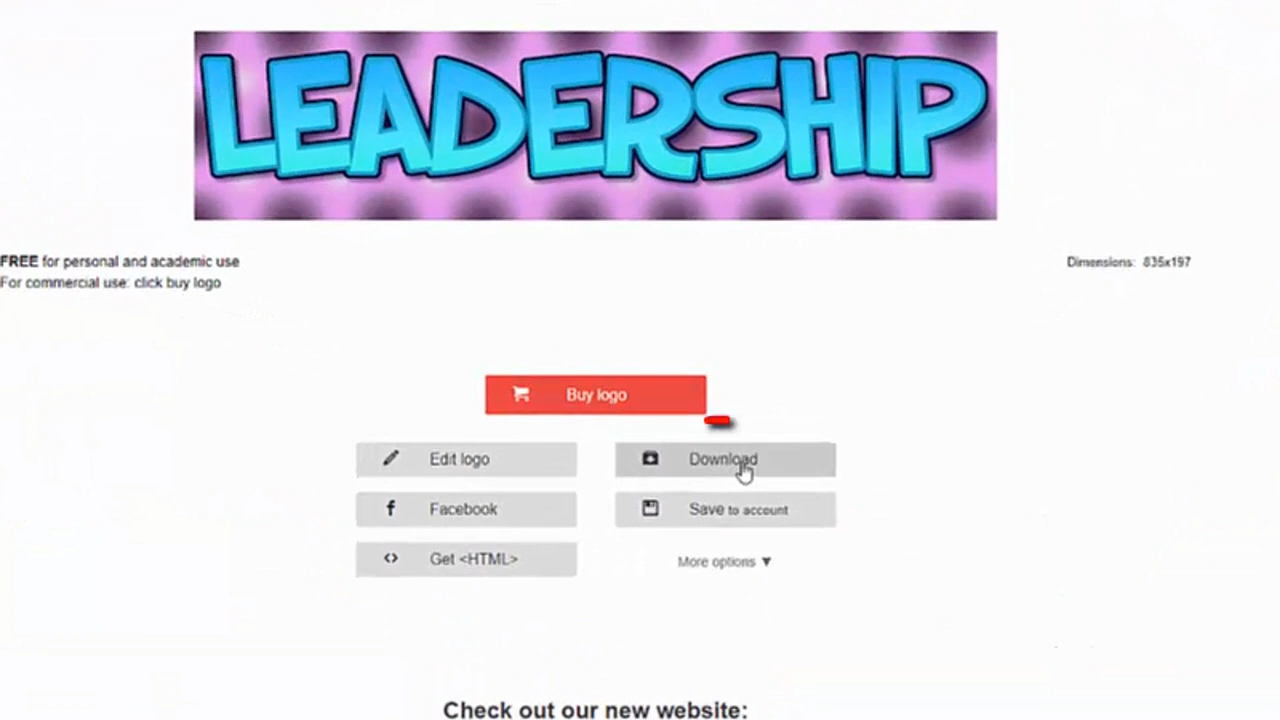 LEADERSHIP
FREE for personal and academic use
Dimensions: 835x197
For commercial use: click buy logo
Buy logo
Edit logo
Download
Facebook
Save to account
Get <HTML>
More options ▼
Check out our new website: